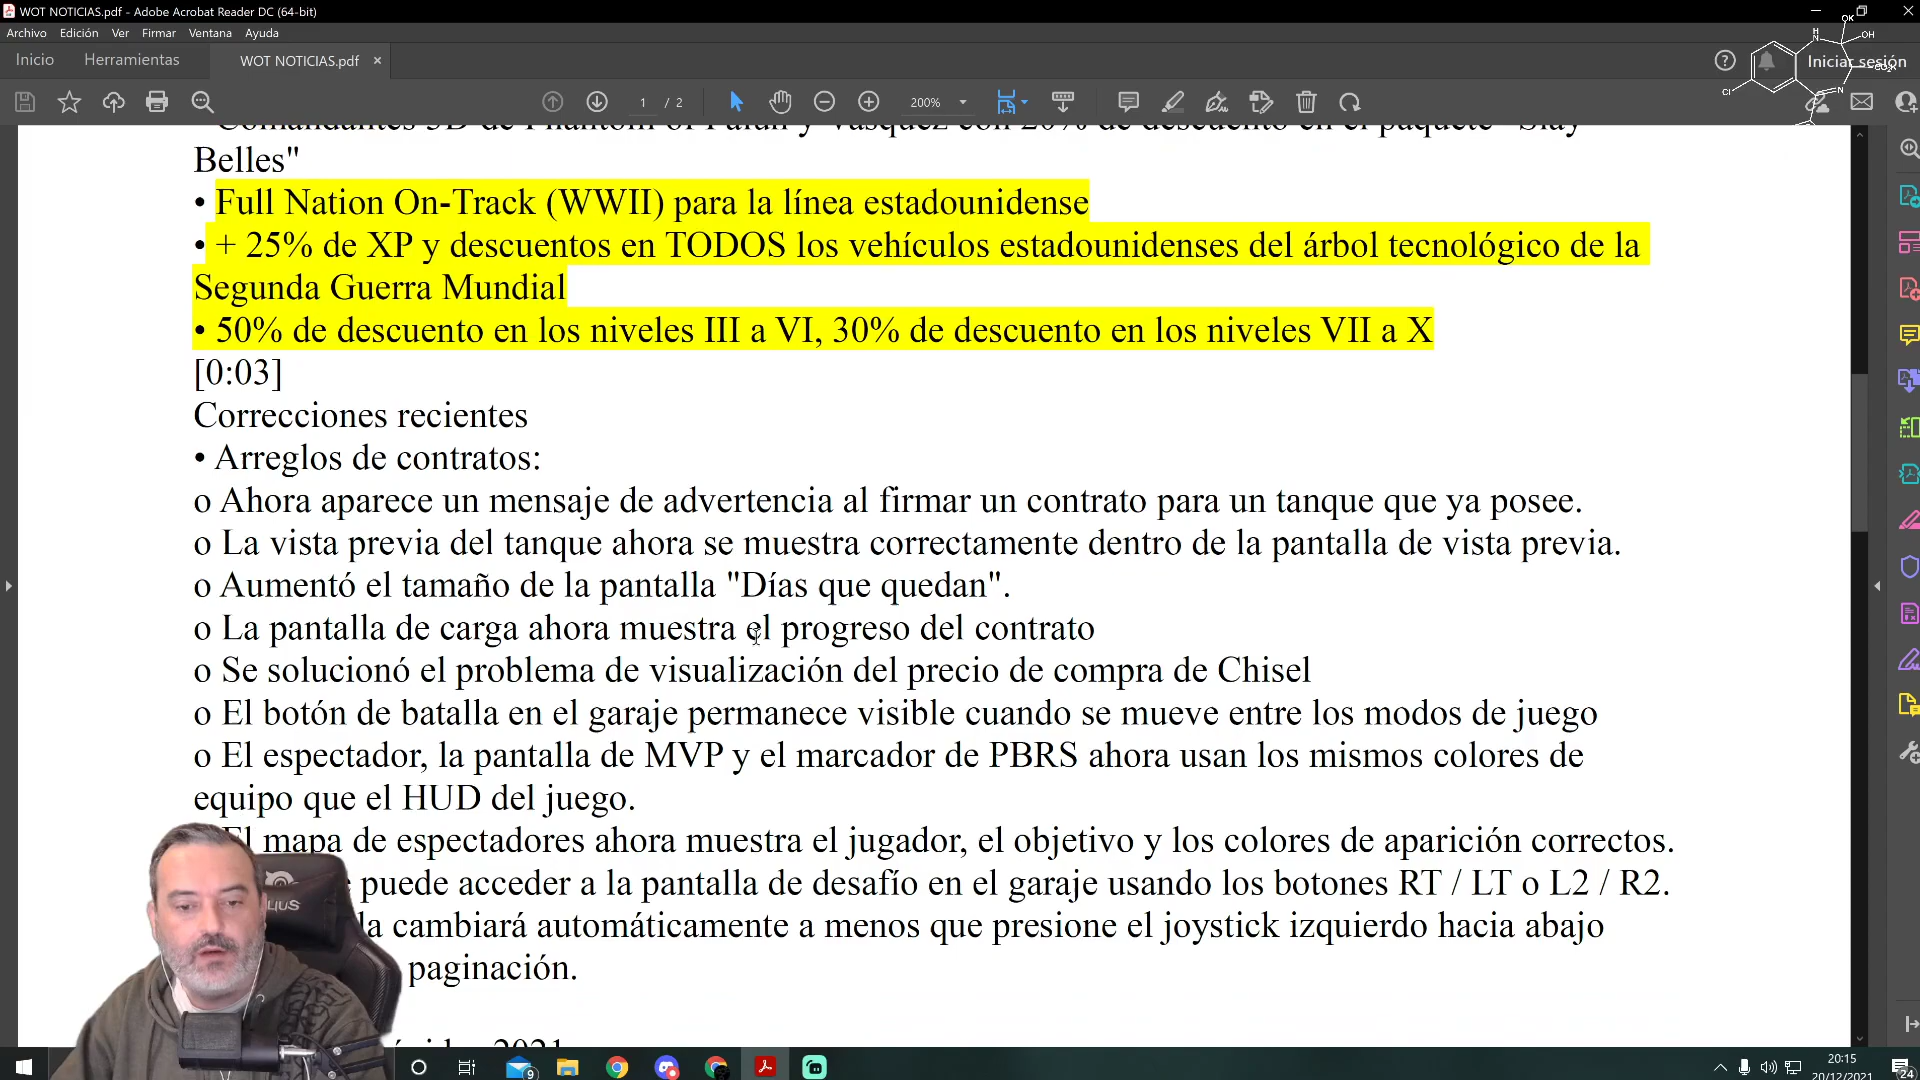 WOT NOTICIAS.pdf - Adobe Acrobat Reader DC (64-bit)
Archivo Edición Ver Firmar Ventana Ayuda
Inicio Herramientas WOT NOTICIAS.pdf × Iniciar sesión
1 / 2 200%
OK
H
N
OH
Cl
N
Belles"
• Full Nation On-Track (WWII) para la línea estadounidense
• + 25% de XP y descuentos en TODOS los vehículos estadounidenses del árbol tecnológico de la
Segunda Guerra Mundial
• 50% de descuento en los niveles III a VI, 30% de descuento en los niveles VII a X
[0:03]
Correcciones recientes
• Arreglos de contratos:
o Ahora aparece un mensaje de advertencia al firmar un contrato para un tanque que ya posee.
o La vista previa del tanque ahora se muestra correctamente dentro de la pantalla de vista previa.
o Aumentó el tamaño de la pantalla "Días que quedan".
o La pantalla de carga ahora muestra el progreso del contrato
o Se solucionó el problema de visualización del precio de compra de Chisel
o El botón de batalla en el garaje permanece visible cuando se mueve entre los modos de juego
o El espectador, la pantalla de MVP y el marcador de PBRS ahora usan los mismos colores de
equipo que el HUD del juego.
El mapa de espectadores ahora muestra el jugador, el objetivo y los colores de aparición correctos.
puede acceder a la pantalla de desafío en el garaje usando los botones RT / LT o L2 / R2.
la cambiará automáticamente a menos que presione el joystick izquierdo hacia abajo
paginación.
2021
9
20:15
20/12/2021
24